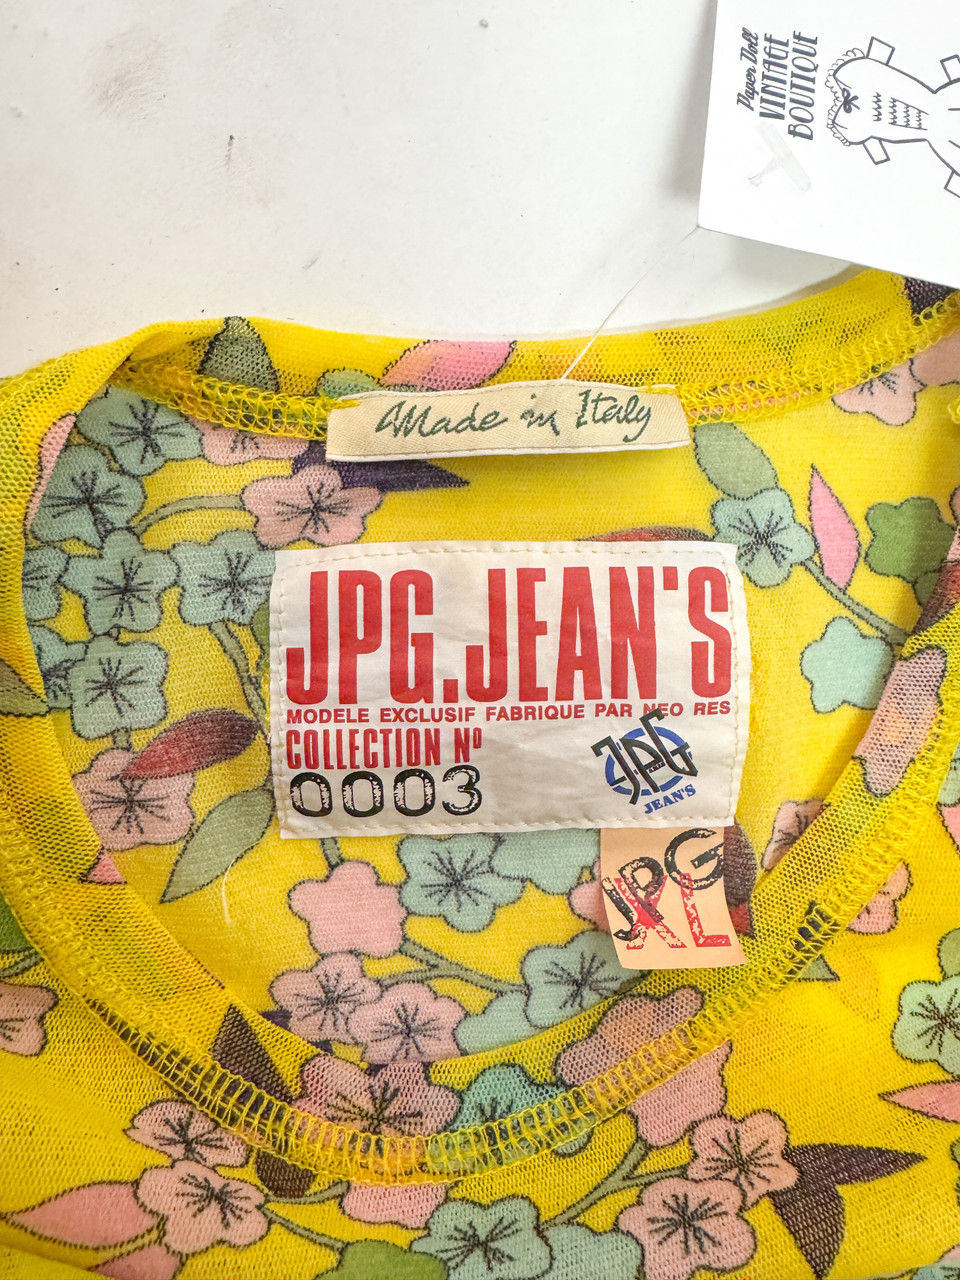 Paper Doll
VINTAGE
BOUTIQUE
Made in Italy
JPG.JEAN'S
MODELE EXCLUSIF FABRIQUE PAR NEO RES
COLLECTION Nº
0003
JPG
JEAN'S
JPG
XL